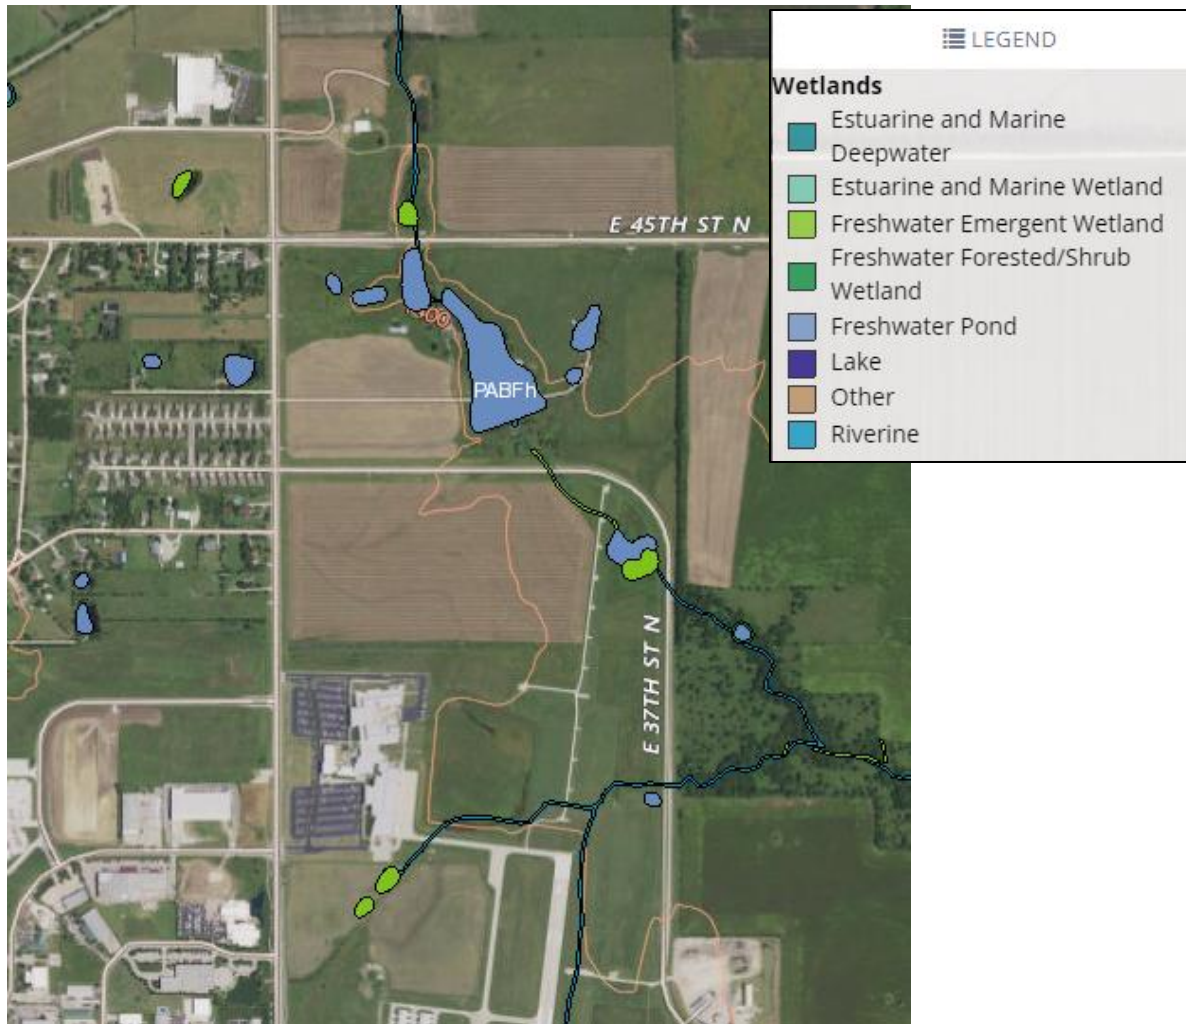 LEGEND
Wetlands
Estuarine and Marine
Deepwater
Estuarine and Marine Wetland
Freshwater Emergent Wetland
Freshwater Forested/Shrub
Wetland
Freshwater Pond
Lake
Other
Riverine
E 45TH ST N
PABFh
E 37TH ST N